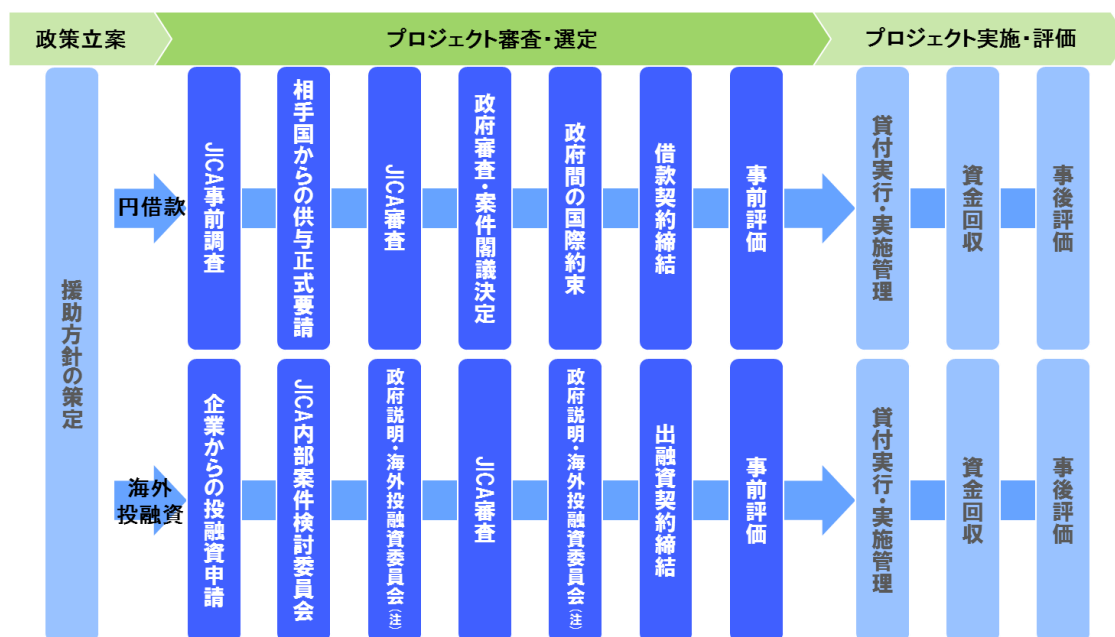 政策立案
プロジェクト審査・選定
プロジェクト実施・評価
援助方針の策定
円借款
JICA事前調査
相手国からの供与正式要請
JICA審査
政府審査・案件閣議決定
政府間の国際約束
借款契約締結
事前評価
貸付実行・実施管理
資金回収
事後評価
海外
投融資
企業からの投融資申請
JICA内部案件検討委員会
政府説明・海外投融資委員会(注)
JICA審査
政府説明・海外投融資委員会(注)
出融資契約締結
事前評価
貸付実行・実施管理
資金回収
事後評価